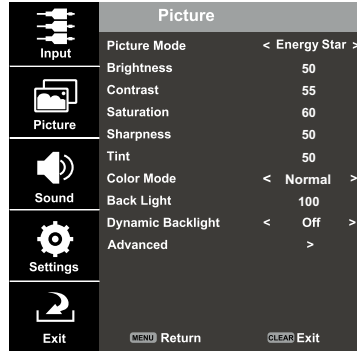 Picture
Input
Picture
Sound
Settings
Exit
Picture Mode < Energy Star >
Brightness 50
Contrast 55
Saturation 60
Sharpness 50
Tint 50
Color Mode < Normal >
Back Light 100
Dynamic Backlight < Off >
Advanced >
MENU Return CLEAR Exit